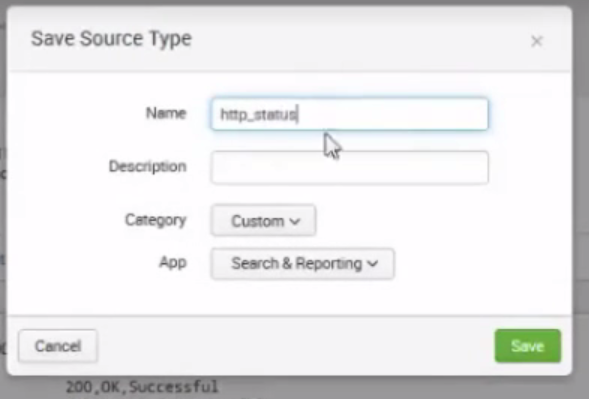 Save Source Type
×
Name http_status
Description
Category Custom
App Search & Reporting
Cancel Save
200,OK,Successful